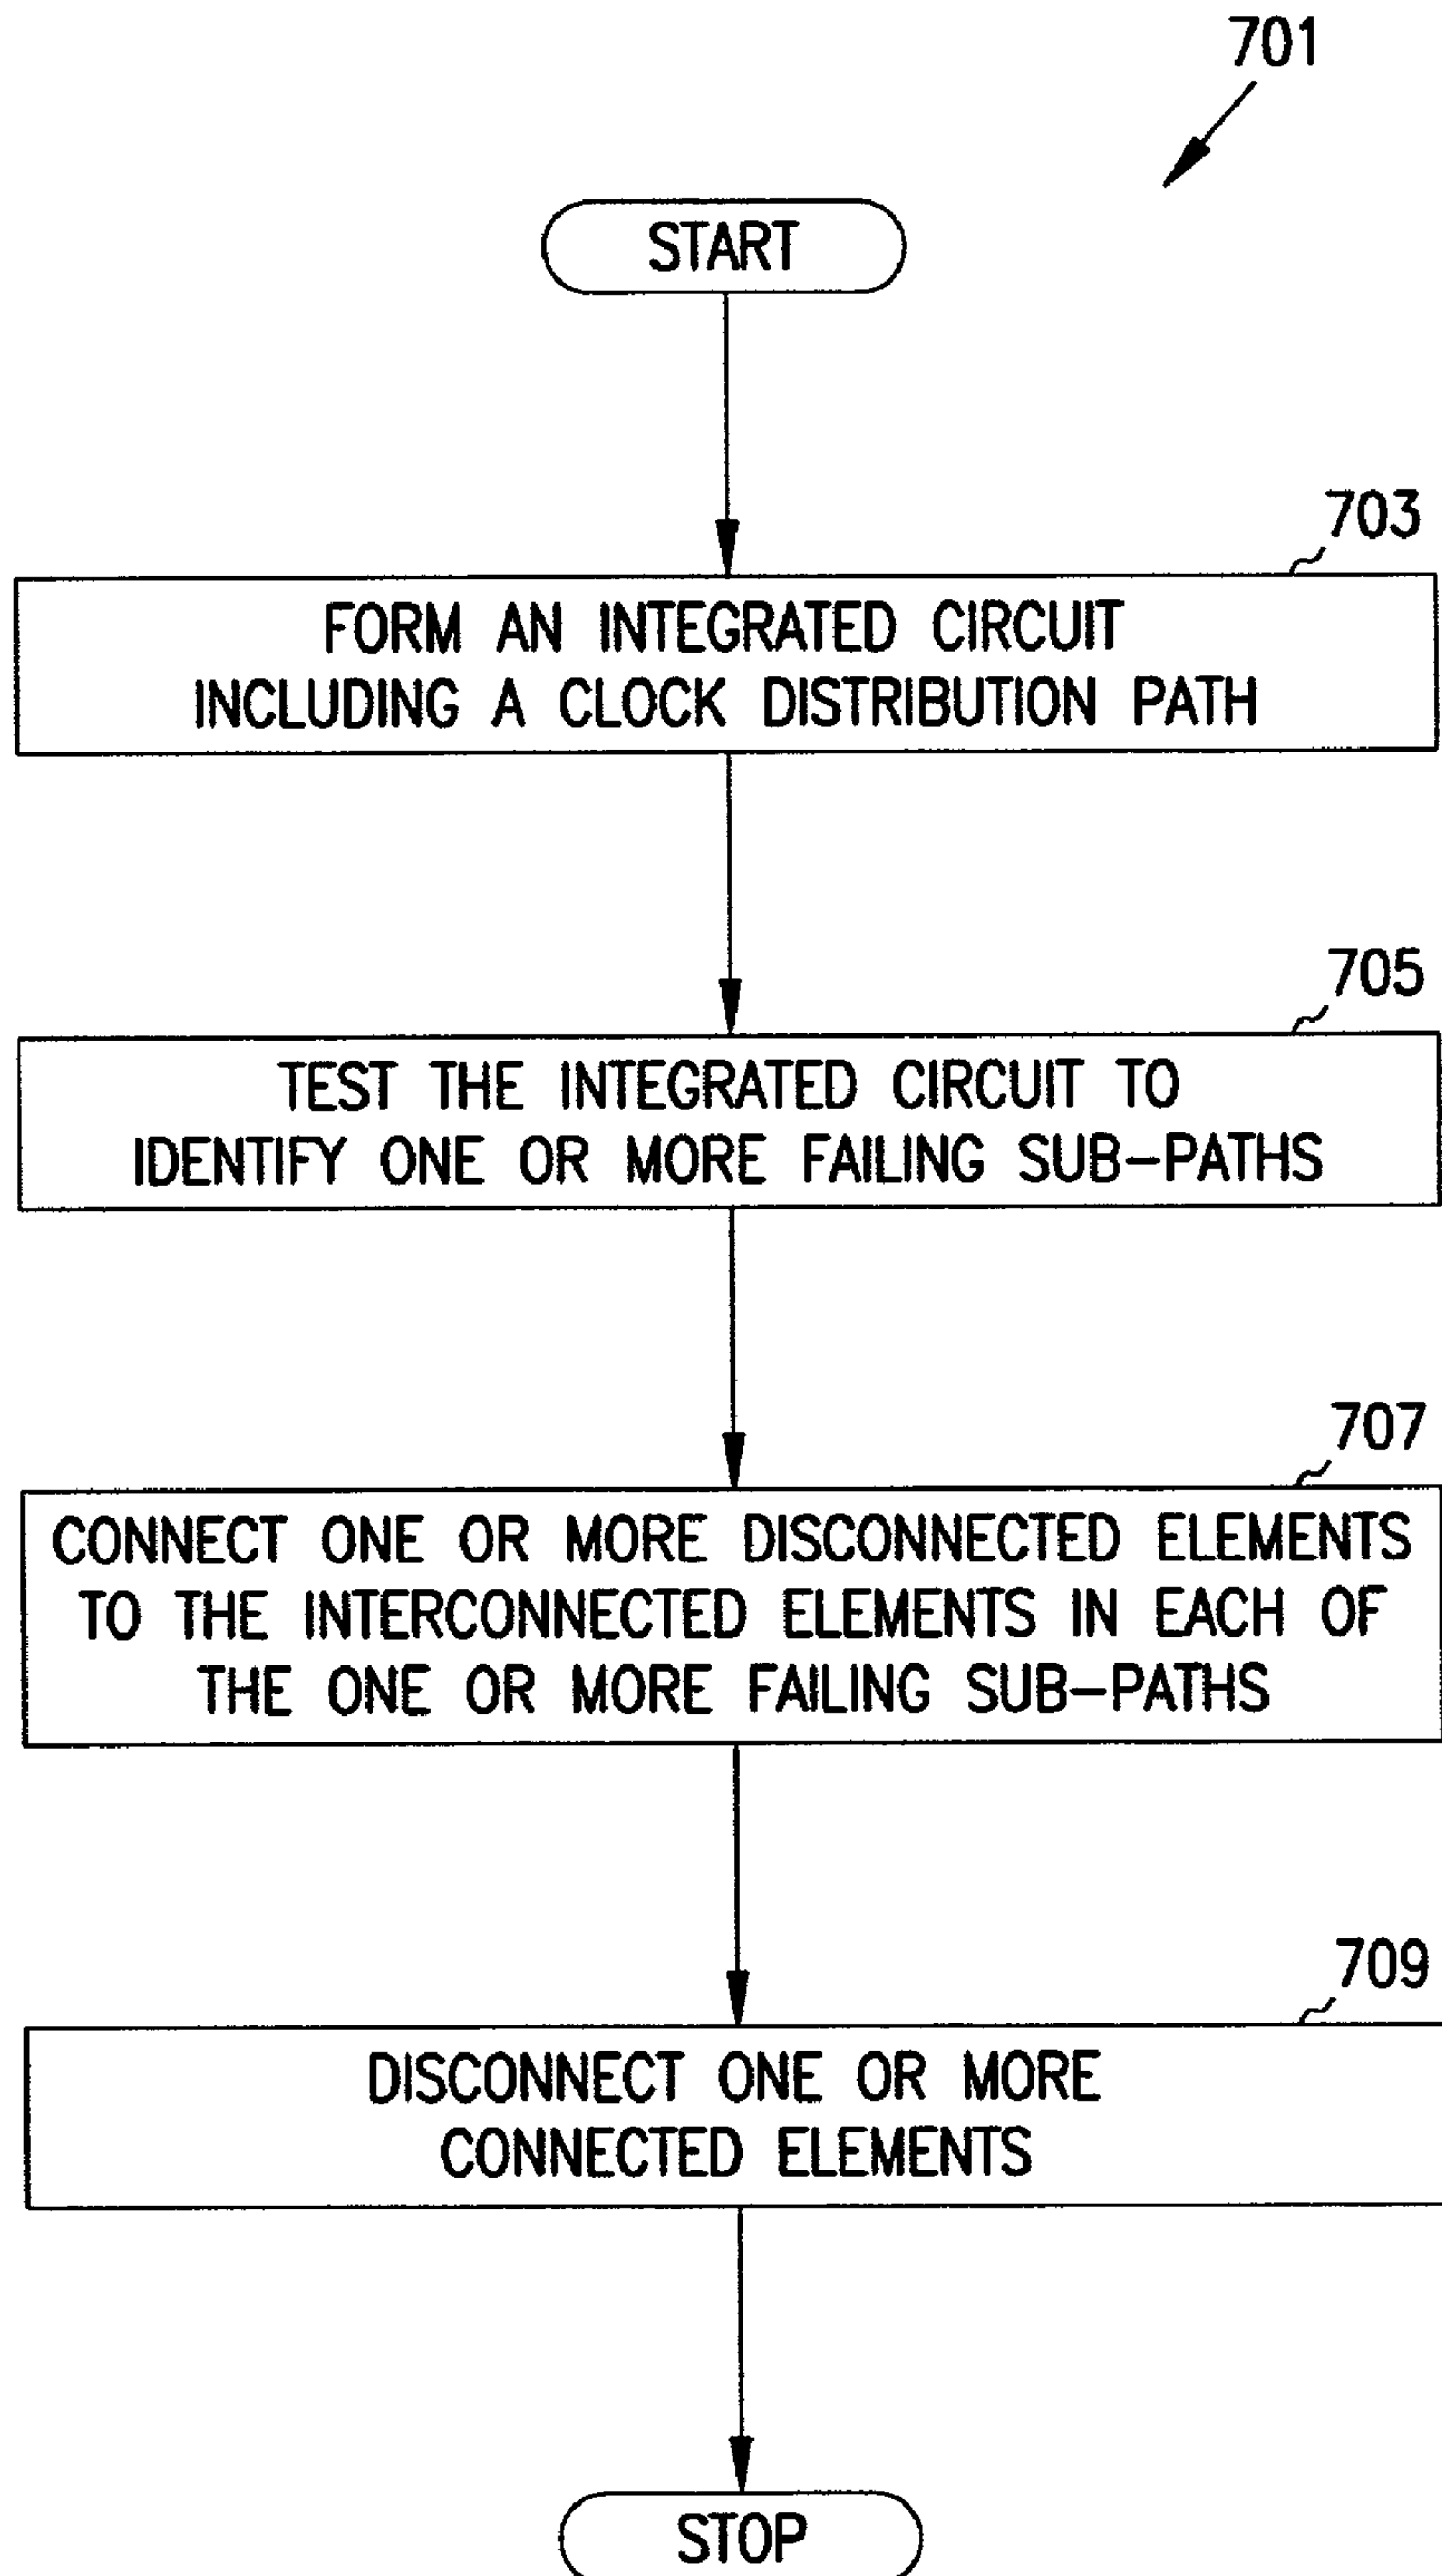 701
START
703
FORM AN INTEGRATED CIRCUIT
INCLUDING A CLOCK DISTRIBUTION PATH
705
TEST THE INTEGRATED CIRCUIT TO
IDENTIFY ONE OR MORE FAILING SUB-PATHS
707
CONNECT ONE OR MORE DISCONNECTED ELEMENTS
TO THE INTERCONNECTED ELEMENTS IN EACH OF
THE ONE OR MORE FAILING SUB-PATHS
709
DISCONNECT ONE OR MORE
CONNECTED ELEMENTS
STOP